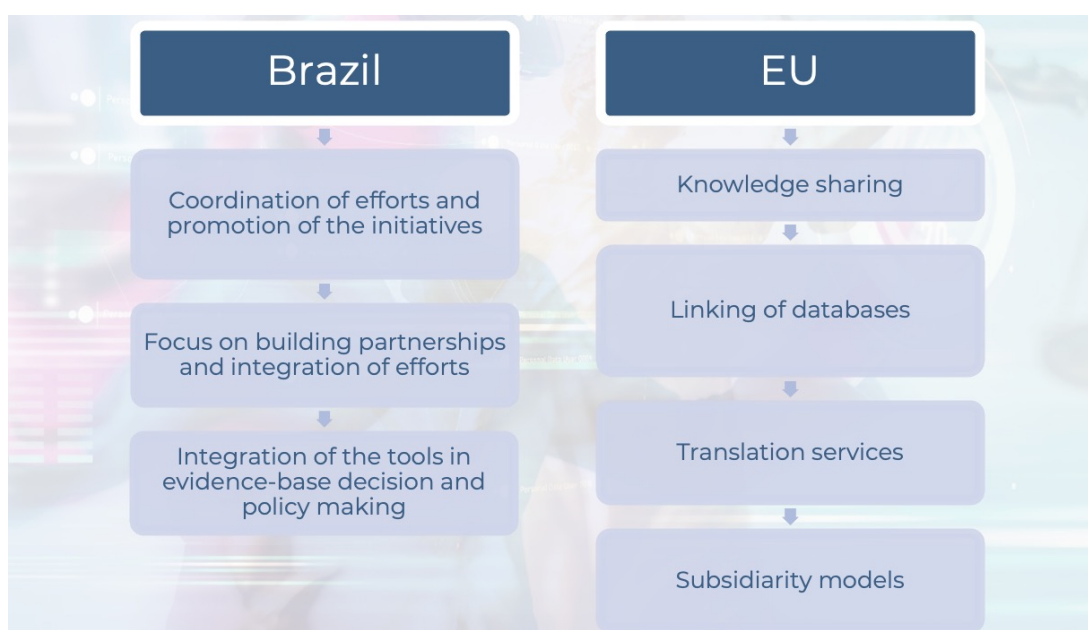 Brazil
Coordination of efforts and
promotion of the initiatives
Focus on building partnerships
and integration of efforts
Integration of the tools in
evidence-base decision and
policy making
EU
Knowledge sharing
Linking of databases
Translation services
Subsidiarity models